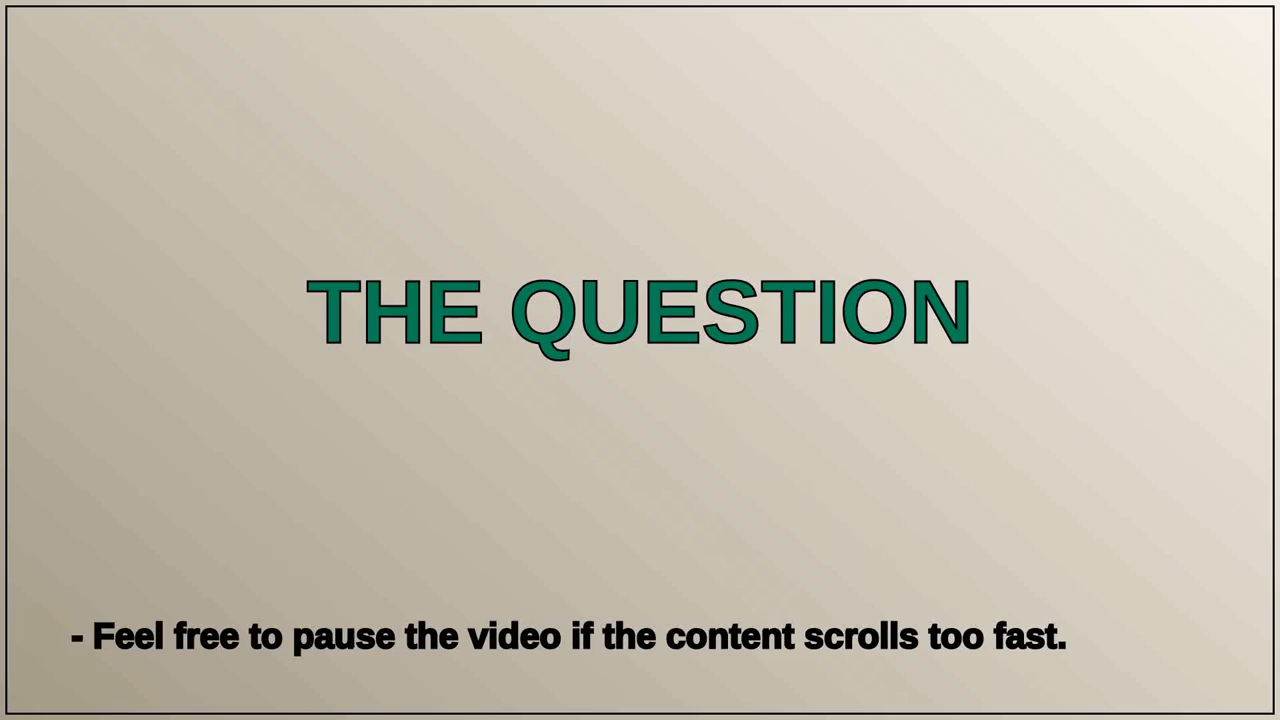 THE QUESTION
- Feel free to pause the video if the content scrolls too fast.